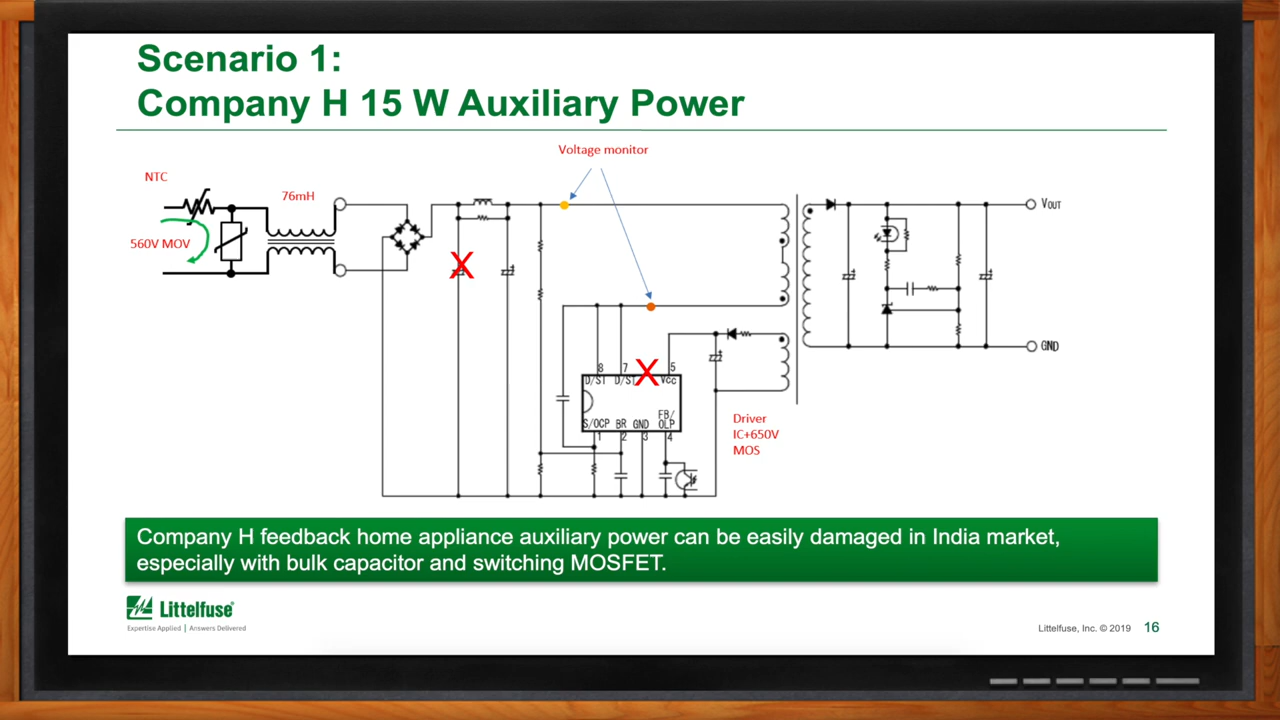 Scenario 1:
Company H 15 W Auxiliary Power
Voltage monitor
NTC
76mH
560V MOV
VOUT
GND
8 7 5
D/ST D/ST Vcc
X
X
S/OCP BR GND FB/OLP
1 2 3 4
Driver
IC+650V
MOS
Company H feedback home appliance auxiliary power can be easily damaged in India market,
especially with bulk capacitor and switching MOSFET.
Littelfuse®
Expertise Applied | Answers Delivered
Littelfuse, Inc. © 2019 16